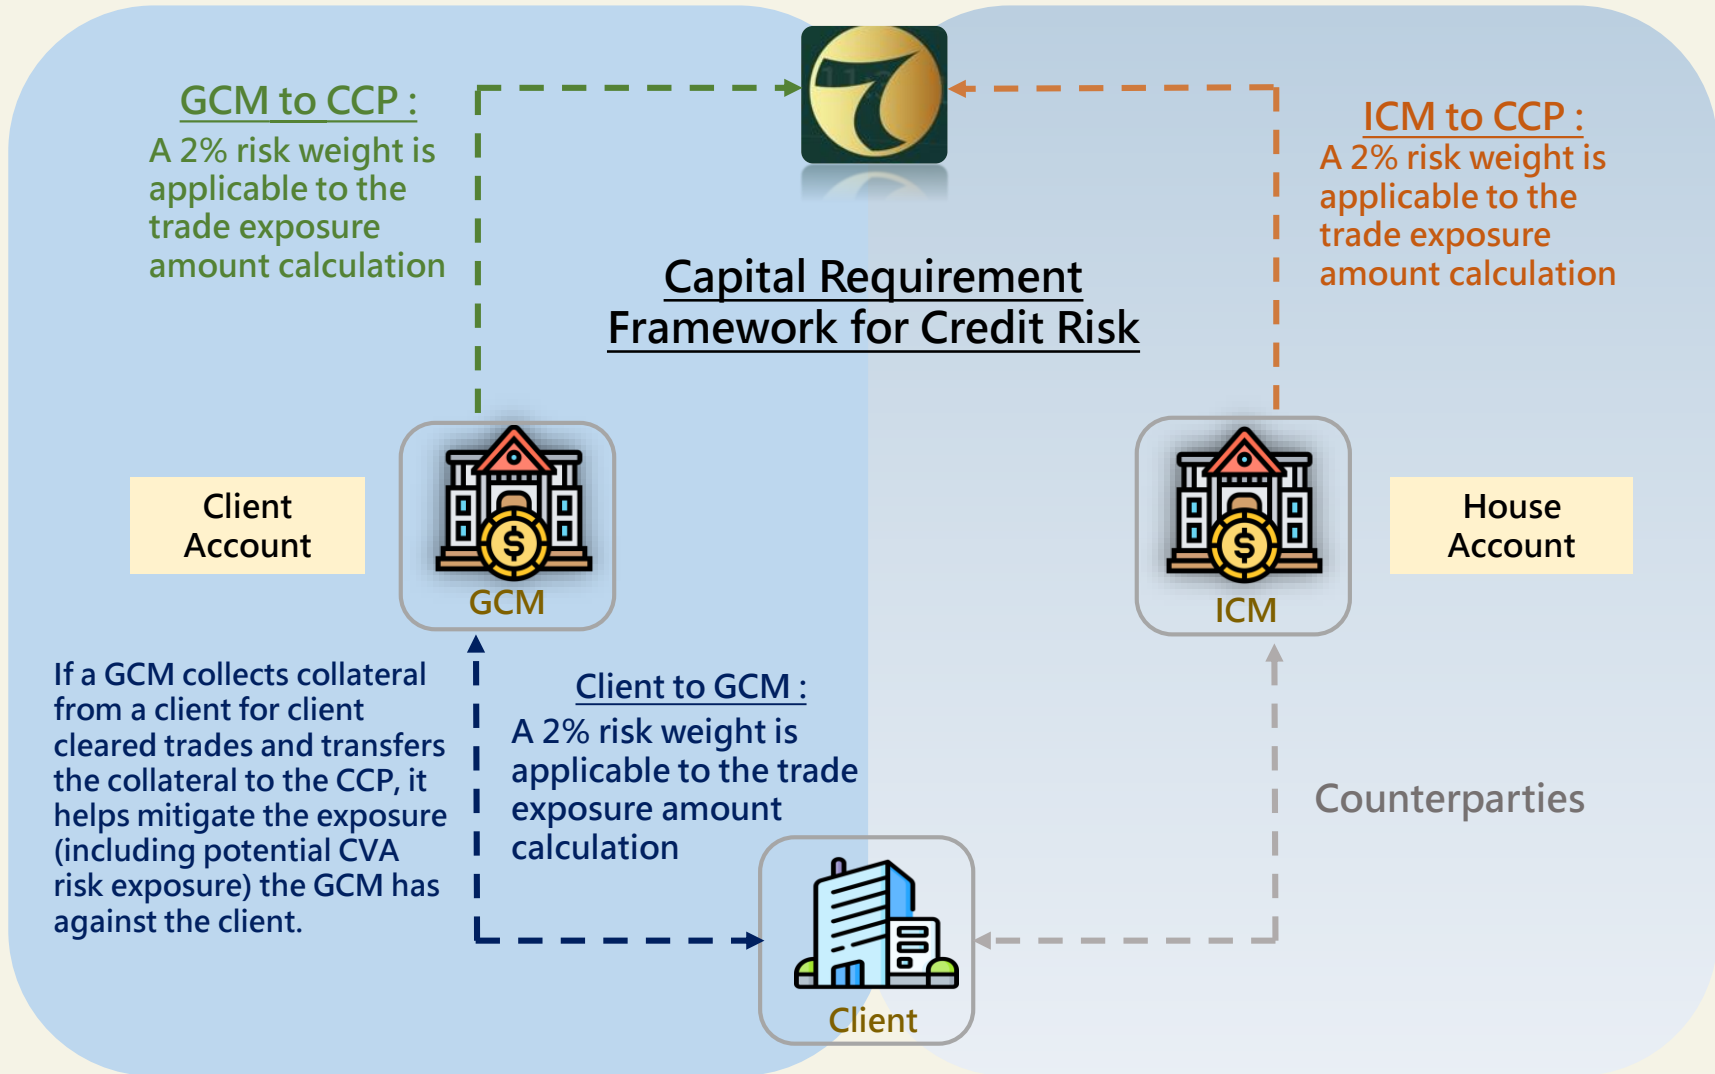 GCM to CCP :
A 2% risk weight is
applicable to the
trade exposure
amount calculation
ICM to CCP :
A 2% risk weight is
applicable to the
trade exposure
amount calculation
Capital Requirement
Framework for Credit Risk
Client
Account
GCM
ICM
House
Account
If a GCM collects collateral
from a client for client
cleared trades and transfers
the collateral to the CCP, it
helps mitigate the exposure
(including potential CVA
risk exposure) the GCM has
against the client.
Client to GCM :
A 2% risk weight is
applicable to the trade
exposure amount
calculation
Counterparties
Client